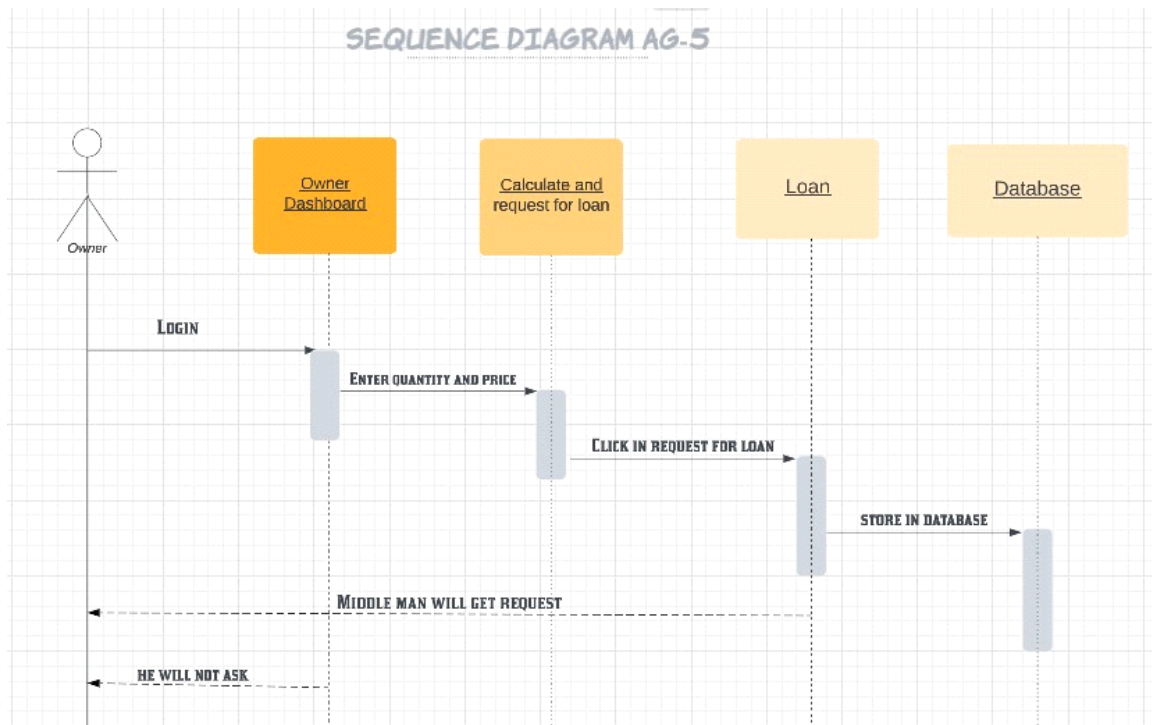 SEQUENCE DIAGRAM AG-5
Owner
Dashboard
Calculate and
request for loan
Loan
Database
Owner
LOGIN
ENTER QUANTITY AND PRICE
CLICK IN REQUEST FOR LOAN
STORE IN DATABASE
MIDDLE MAN WILL GET REQUEST
HE WILL NOT ASK